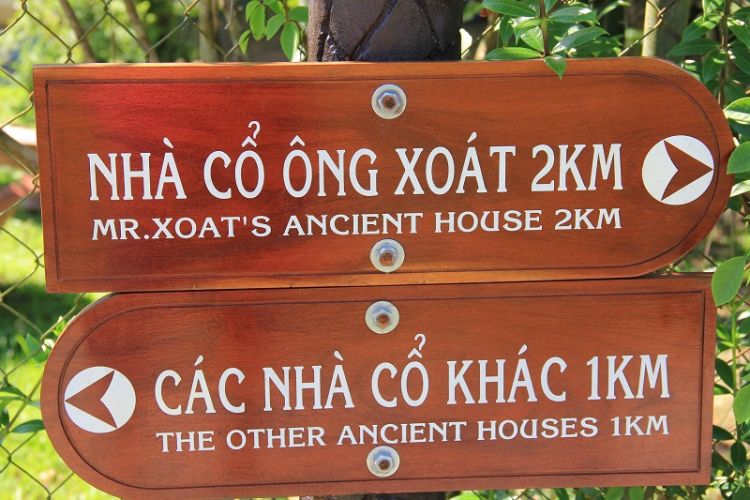 NHÀ CỔ ÔNG XOÁT 2KM
MR.XOAT'S ANCIENT HOUSE 2KM
CÁC NHÀ CỔ KHÁC 1KM
THE OTHER ANCIENT HOUSES 1KM